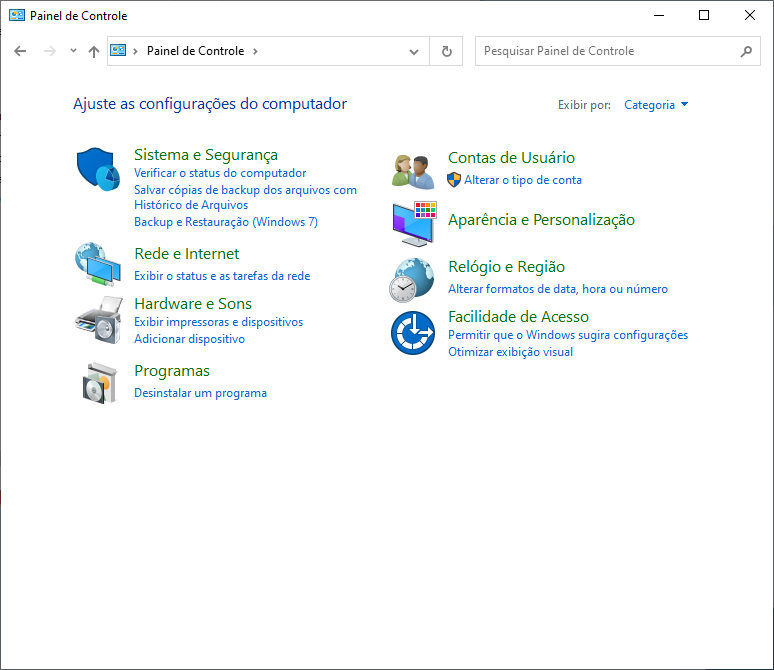 Painel de Controle
Painel de Controle
Pesquisar Painel de Controle
Ajuste as configurações do computador
Exibir por: Categoria
Sistema e Segurança
Verificar o status do computador
Salvar cópias de backup dos arquivos com
Histórico de Arquivos
Backup e Restauração (Windows 7)
Rede e Internet
Exibir o status e as tarefas da rede
Hardware e Sons
Exibir impressoras e dispositivos
Adicionar dispositivo
Programas
Desinstalar um programa
Contas de Usuário
Alterar o tipo de conta
Aparência e Personalização
Relógio e Região
Alterar formatos de data, hora ou número
Facilidade de Acesso
Permitir que o Windows sugira configurações
Otimizar exibição visual